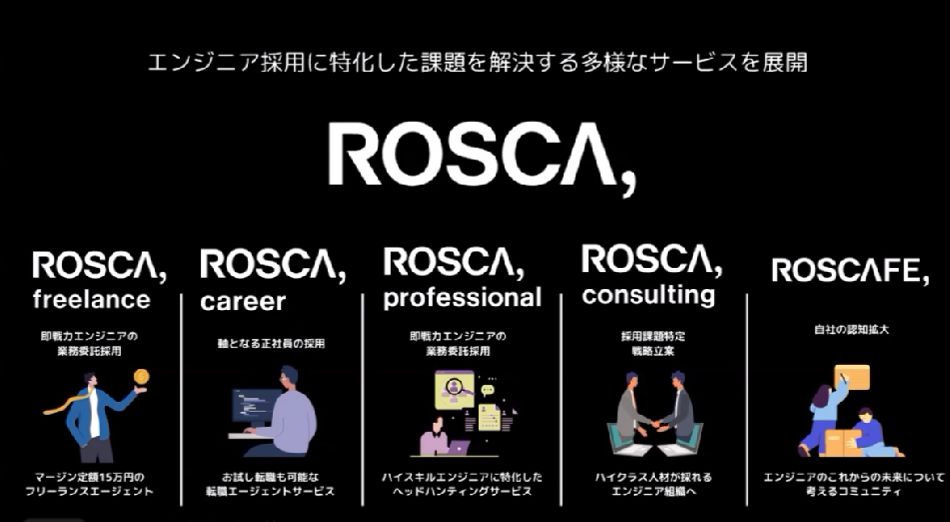 エンジニア採用に特化した課題を解決する多様なサービスを展開
ROSCA,
ROSCA,
freelance
即戦力エンジニアの
業務委託採用
マージン定額15万円の
フリーランスエージェント
ROSCA,
career
軸となる正社員の採用
お試し転職も可能な
転職エージェントサービス
ROSCA,
professional
即戦力エンジニアの
業務委託採用
ハイスキルエンジニアに特化した
ヘッドハンティングサービス
ROSCA,
consulting
採用課題特定
戦略立案
ハイクラス人材が採れる
エンジニア組織へ
ROSCAFE,
自社の認知拡大
エンジニアのこれからの未来について
考えるコミュニティ